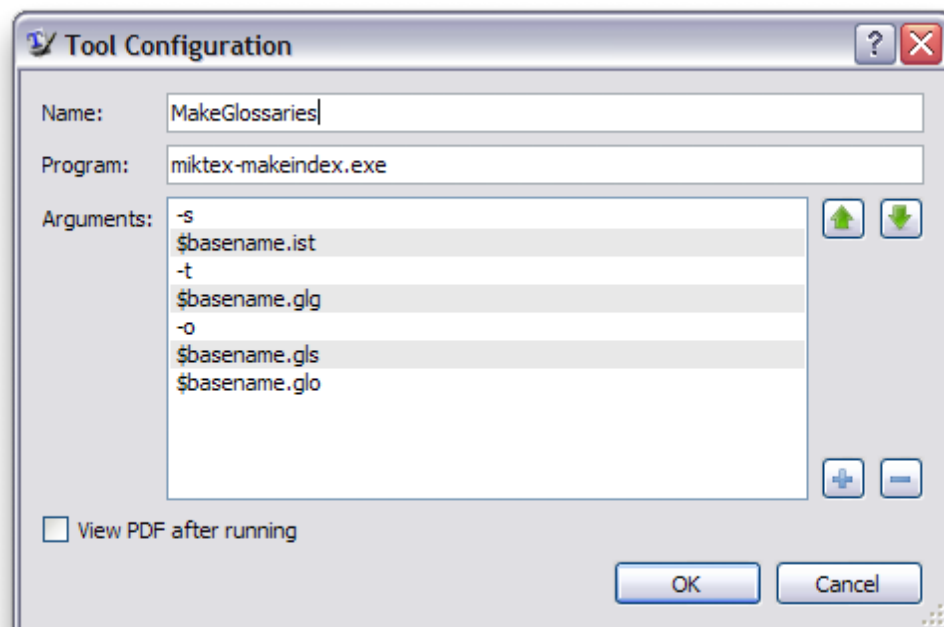 Tool Configuration
Name: MakeGlossaries
Program: miktex-makeindex.exe
Arguments: -s
$basename.ist
-t
$basename.glg
-o
$basename.gls
$basename.glo
View PDF after running
OK Cancel